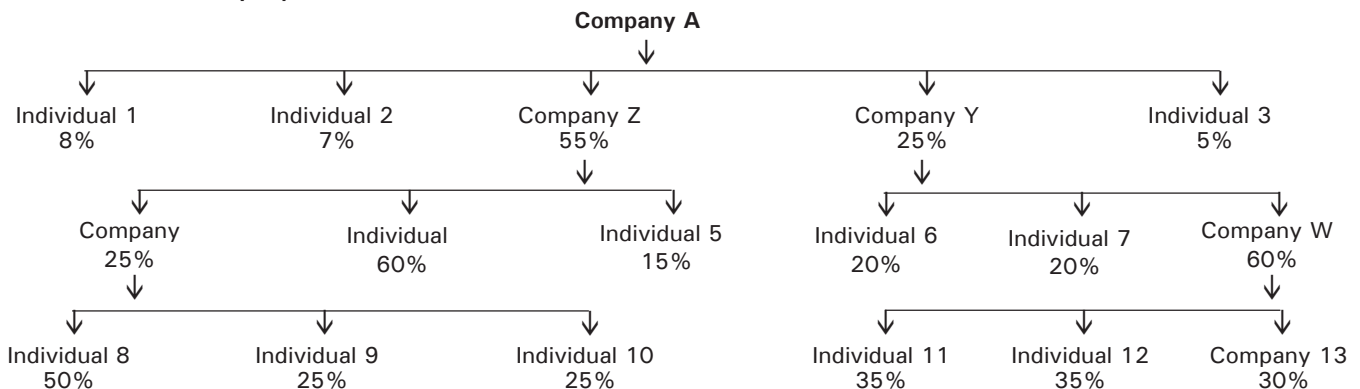 Company A
Individual 1
8%
Individual 2
7%
Company Z
55%
Company Y
25%
Individual 3
5%
Company
25%
Individual
60%
Individual 5
15%
Individual 6
20%
Individual 7
20%
Company W
60%
Individual 8
50%
Individual 9
25%
Individual 10
25%
Individual 11
35%
Individual 12
35%
Company 13
30%